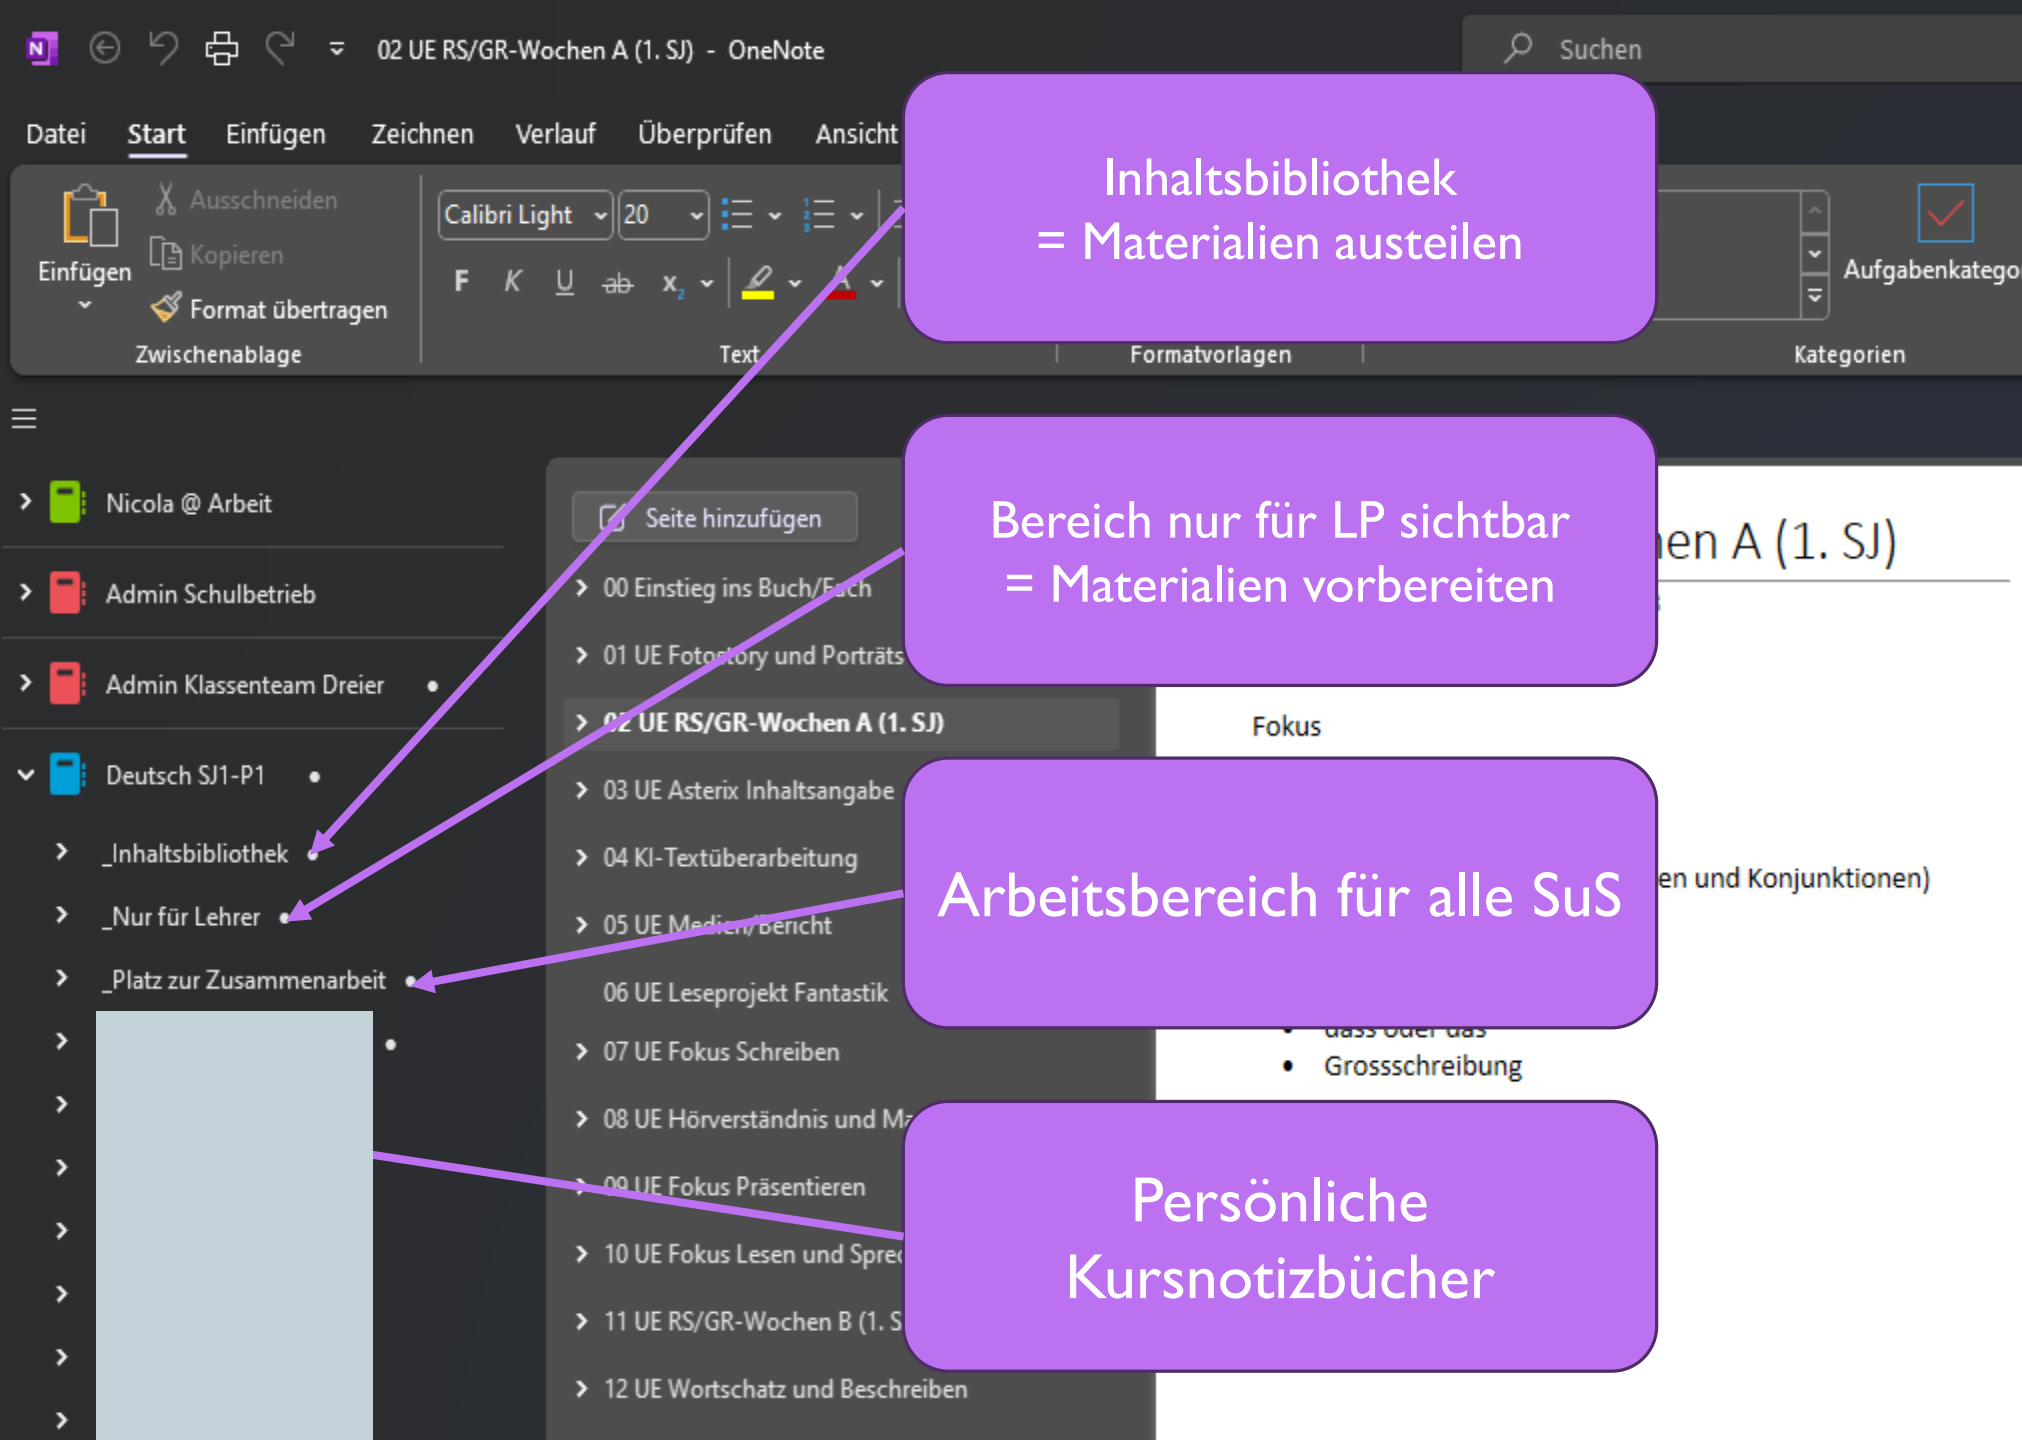 02 UE RS/GR-Wochen A (1. SJ) - OneNote
Suchen
Datei Start Einfügen Zeichnen Verlauf Überprüfen Ansicht
Einfügen
Ausschneiden
Kopieren
Format übertragen
Zwischenablage
Calibri Light 20
F K U ab x₂ A
Text
Formatvorlagen
Aufgabenkatego
Kategorien
Inhaltsbibliothek
= Materialien austeilen
Bereich nur für LP sichtbar
= Materialien vorbereiten
Arbeitsbereich für alle SuS
Persönliche
Kursnotizbücher
Nicola @ Arbeit
Admin Schulbetrieb
Admin Klassenteam Dreier
Deutsch SJ1-P1
_Inhaltsbibliothek
_Nur für Lehrer
_Platz zur Zusammenarbeit
Seite hinzufügen
00 Einstieg ins Buch/Fach
01 UE Fotostory und Porträts
02 UE RS/GR-Wochen A (1. SJ)
03 UE Asterix Inhaltsangabe
04 KI-Textüberarbeitung
05 UE Medien/Bericht
06 UE Leseprojekt Fantastik
07 UE Fokus Schreiben
08 UE Hörverständnis und Ma
09 UE Fokus Präsentieren
10 UE Fokus Lesen und Spre
11 UE RS/GR-Wochen B (1. S
12 UE Wortschatz und Beschreiben
en A (1. SJ)
Fokus
en und Konjunktionen)
dass oder das
Grossschreibung